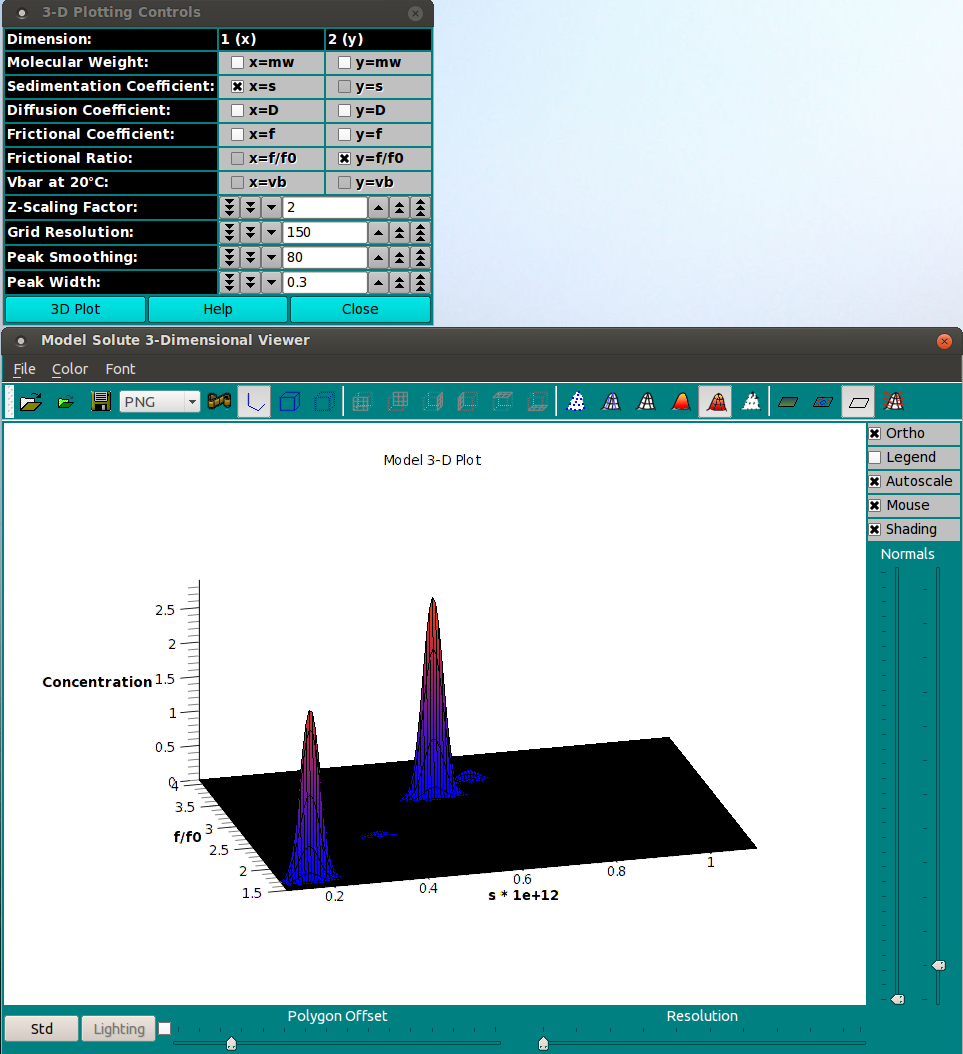 3-D Plotting Controls
Dimension: 1 (x) 2 (y)
Molecular Weight: x=mw y=mw
Sedimentation Coefficient: x=s y=s
Diffusion Coefficient: x=D y=D
Frictional Coefficient: x=f y=f
Frictional Ratio: x=f/f0 y=f/f0
Vbar at 20°C: x=vb y=vb
Z-Scaling Factor: 2
Grid Resolution: 150
Peak Smoothing: 80
Peak Width: 0.3
3D Plot Help Close
Model Solute 3-Dimensional Viewer
File Color Font
PNG
Ortho
Legend
Autoscale
Mouse
Shading
Normals
Model 3-D Plot
2.5
2
Concentration 1.5
1
0.5
0
4
3.5
f/f0 3
2.5
2
1.5
0.2 0.4 0.6 0.8 1
s * 1e+12
Polygon Offset Resolution
Std Lighting